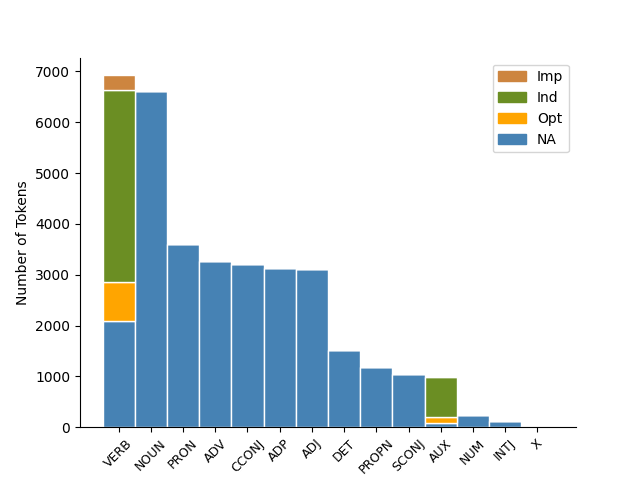 Imp
Ind
Opt
NA
Number of Tokens
7000
6000
5000
4000
3000
2000
1000
0
VERB
NOUN
PRON
ADV
CCONJ
ADP
ADJ
DET
PROPN
SCONJ
AUX
NUM
INTJ
X